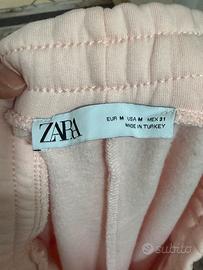 ZARA
EUR M USA M MEX 31
MADE IN TURKEY
subito